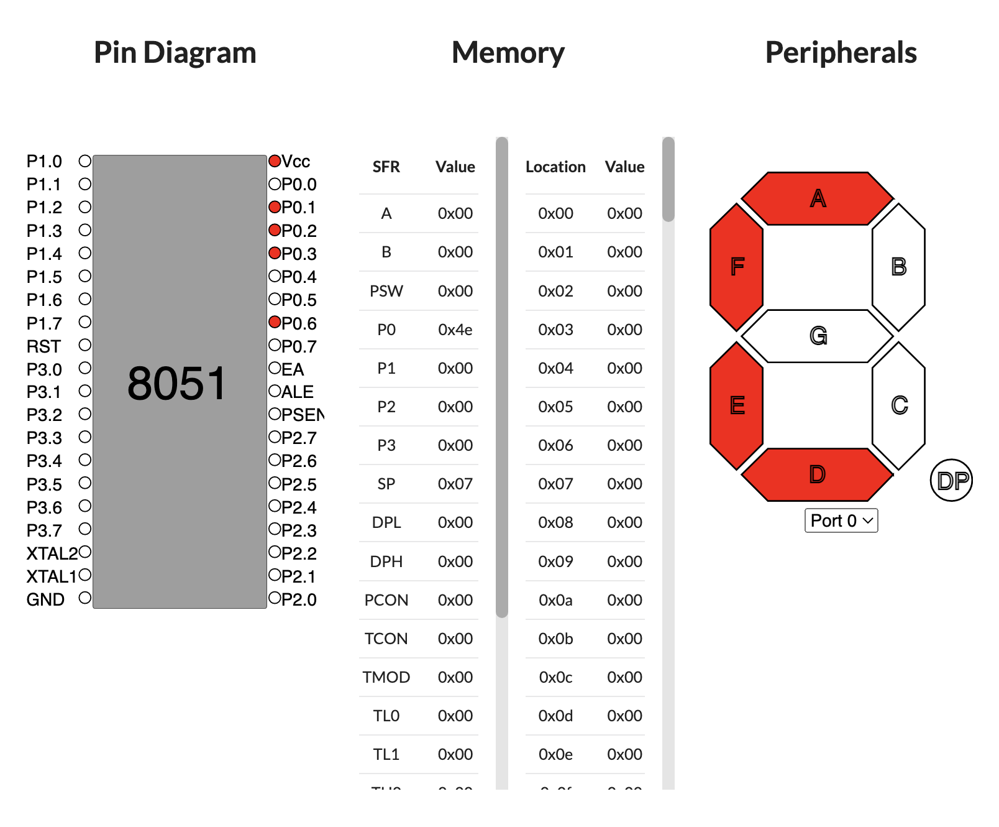 Pin Diagram
P1.0
P1.1
P1.2
P1.3
P1.4
P1.5
P1.6
P1.7
RST
P3.0
P3.1
P3.2
P3.3
P3.4
P3.5
P3.6
P3.7
XTAL2
XTAL1
GND
8051
Vcc
P0.0
P0.1
P0.2
P0.3
P0.4
P0.5
P0.6
P0.7
EA
ALE
PSEN
P2.7
P2.6
P2.5
P2.4
P2.3
P2.2
P2.1
P2.0
Memory
SFR Value
A 0x00
B 0x00
PSW 0x00
P0 0x4e
P1 0x00
P2 0x00
P3 0x00
SP 0x07
DPL 0x00
DPH 0x00
PCON 0x00
TCON 0x00
TMOD 0x00
TL0 0x00
TL1 0x00
Location Value
0x00 0x00
0x01 0x00
0x02 0x00
0x03 0x00
0x04 0x00
0x05 0x00
0x06 0x00
0x07 0x00
0x08 0x00
0x09 0x00
0x0a 0x00
0x0b 0x00
0x0c 0x00
0x0d 0x00
0x0e 0x00
Peripherals
A
F
B
G
E
C
D
DP
Port 0